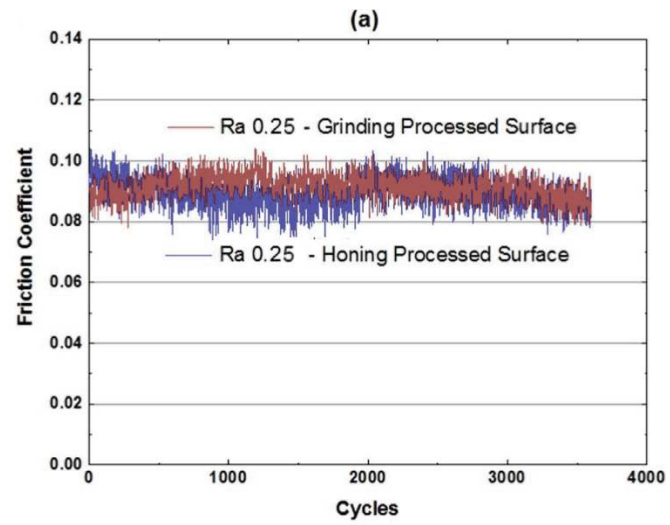 (a)
0.14
0.12
Ra 0.25 - Grinding Processed Surface
0.10
0.08
Ra 0.25 - Honing Processed Surface
0.06
0.04
0.02
0.00
Friction Coefficient
0 1000 2000 3000 4000
Cycles